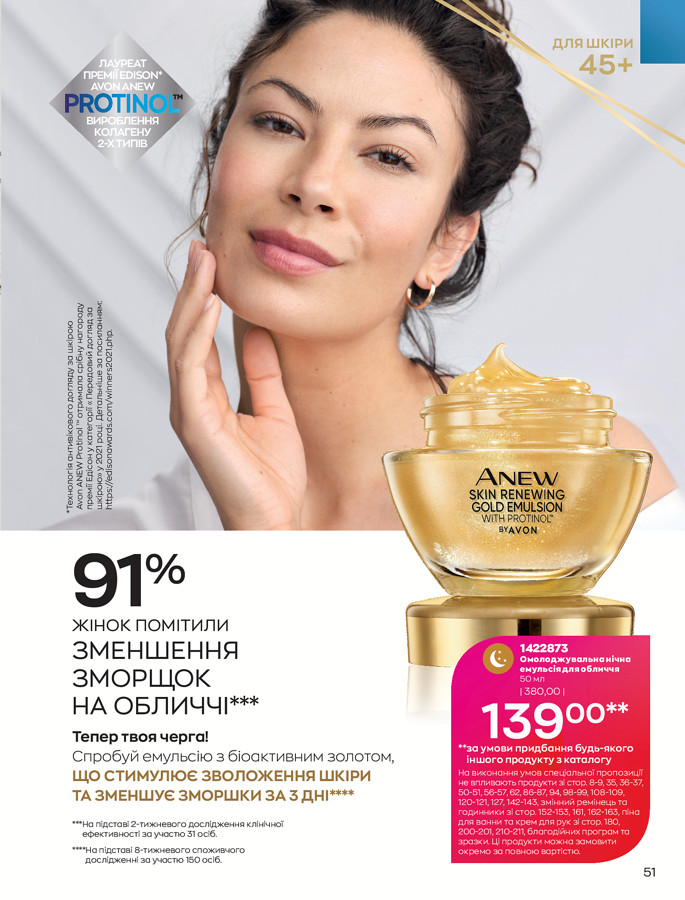 ЛАУРЕАТ
ПРЕМІЇ EDISON*
AVON ANEW
PROTINOL™
ВИРОБЛЕННЯ
КОЛАГЕНУ
2-Х ТИПІВ
ДЛЯ ШКІРИ
45+
*Технологія антивікового догляду за шкірою
Avon ANEW Protinol™ отримала срібну нагороду
премії Едісон у категорії «Передовий догляд за
шкірою» у 2021 році. Детальніше за посиланням:
https://edisonawards.com/winners2021.php.
ANEW
SKIN RENEWING
GOLD EMULSION
WITH PROTINOL™
BY AVON
91%
ЖІНОК ПОМІТИЛИ
ЗМЕНШЕННЯ
ЗМОРЩОК
НА ОБЛИЧЧІ***
Тепер твоя черга!
Спробуй емульсію з біоактивним золотом,
ЩО СТИМУЛЮЄ ЗВОЛОЖЕННЯ ШКІРИ
ТА ЗМЕНШУЄ ЗМОРШКИ ЗА 3 ДНІ****
***На підставі 2-тижневого дослідження клінічної
ефективності за участю 31 осіб.
****На підставі 8-тижневого споживчого
дослідженні за участю 150 осіб.
1422873
Омолоджувальна нічна
емульсія для обличчя
50 мл
| 380,00 |
13900**
**за умови придбання будь-якого
іншого продукту з каталогу
На виконання умов спеціальної пропозиції
не впливають продукти зі стор. 8-9, 35, 36-37,
50-51, 56-57, 62, 86-87, 94, 98-99, 108-109,
120-121, 127, 142-143, змінний ремінець та
годинники зі стор. 152-153, 161, 162-163, піна
для ванни та крем для рук зі стор. 180,
200-201, 210-211, благодійних програм та
зразки. Ці продукти можна замовити
окремо за повною вартістю.
51